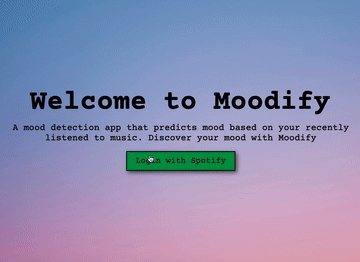 Welcome to Moodify
A mood detection app that predicts mood based on your recently
listened to music. Discover your mood with Moodify
Login with Spotify